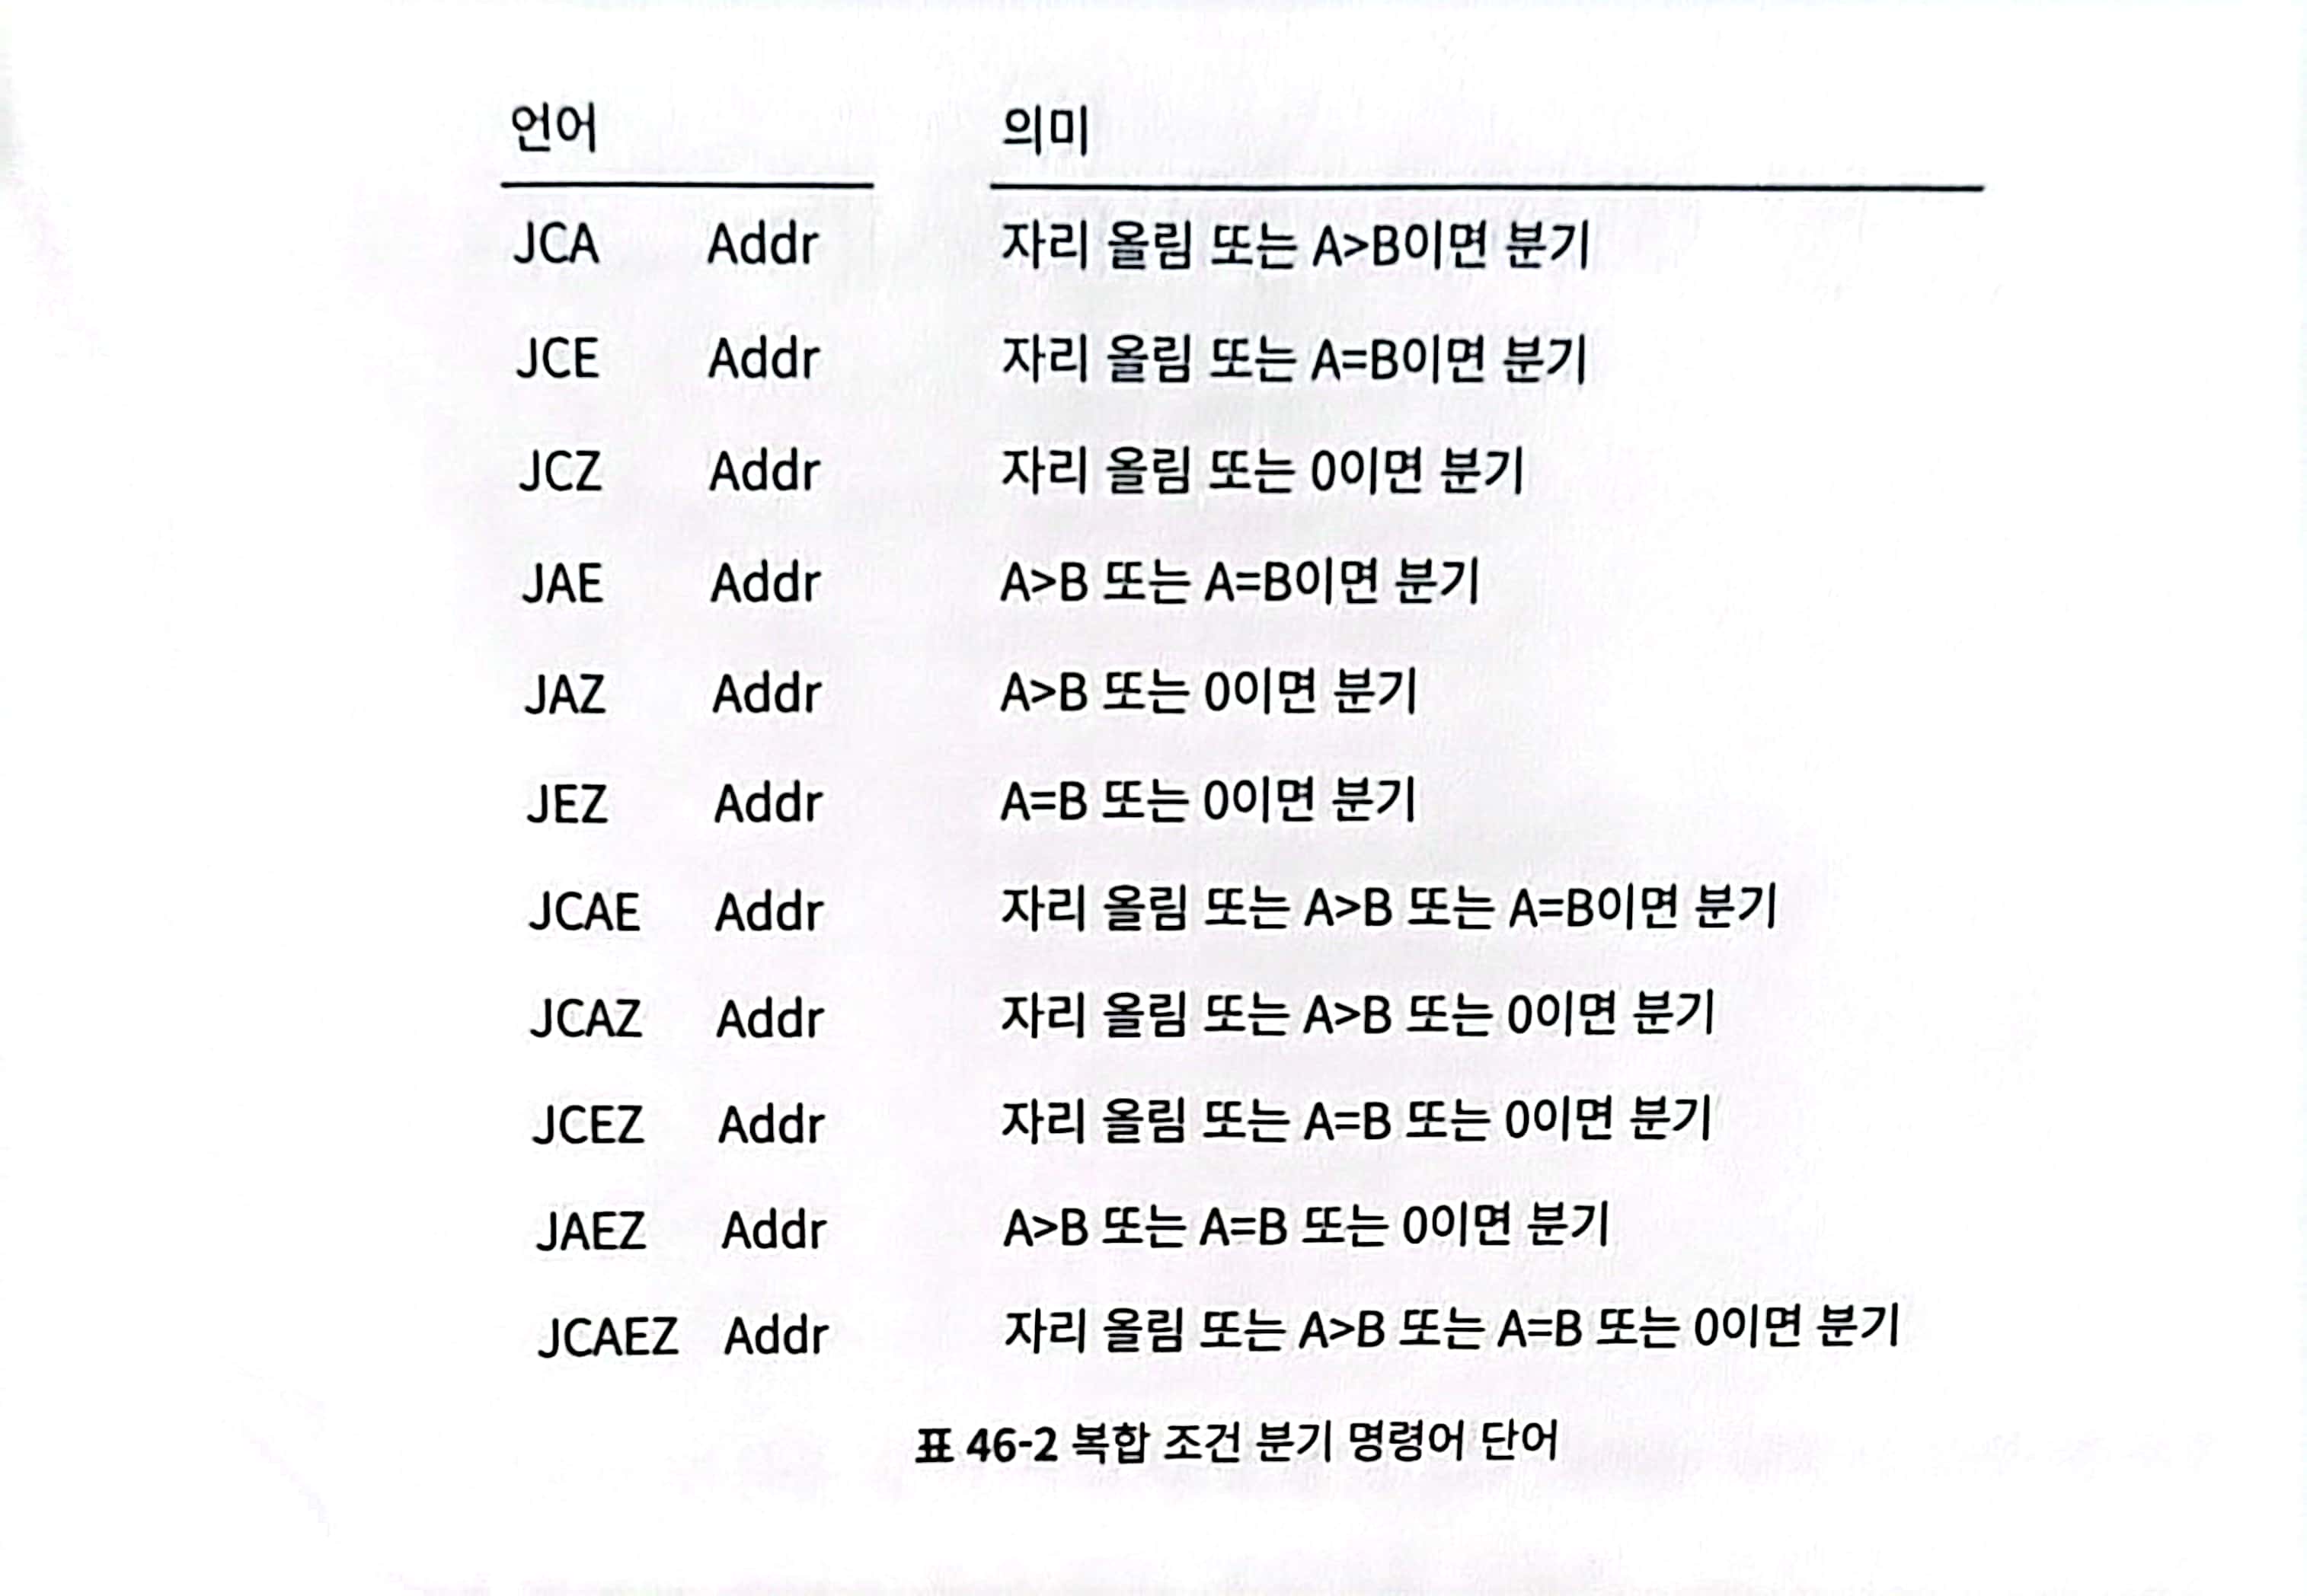 언어 의미
JCA Addr 자리 올림 또는 A>B이면 분기
JCE Addr 자리 올림 또는 A=B이면 분기
JCZ Addr 자리 올림 또는 0이면 분기
JAE Addr A>B 또는 A=B이면 분기
JAZ Addr A>B 또는 0이면 분기
JEZ Addr A=B 또는 0이면 분기
JCAE Addr 자리 올림 또는 A>B 또는 A=B이면 분기
JCAZ Addr 자리 올림 또는 A>B 또는 0이면 분기
JCEZ Addr 자리 올림 또는 A=B 또는 0이면 분기
JAEZ Addr A>B 또는 A=B 또는 0이면 분기
JCAEZ Addr 자리 올림 또는 A>B 또는 A=B 또는 0이면 분기
표 46-2 복합 조건 분기 명령어 단어